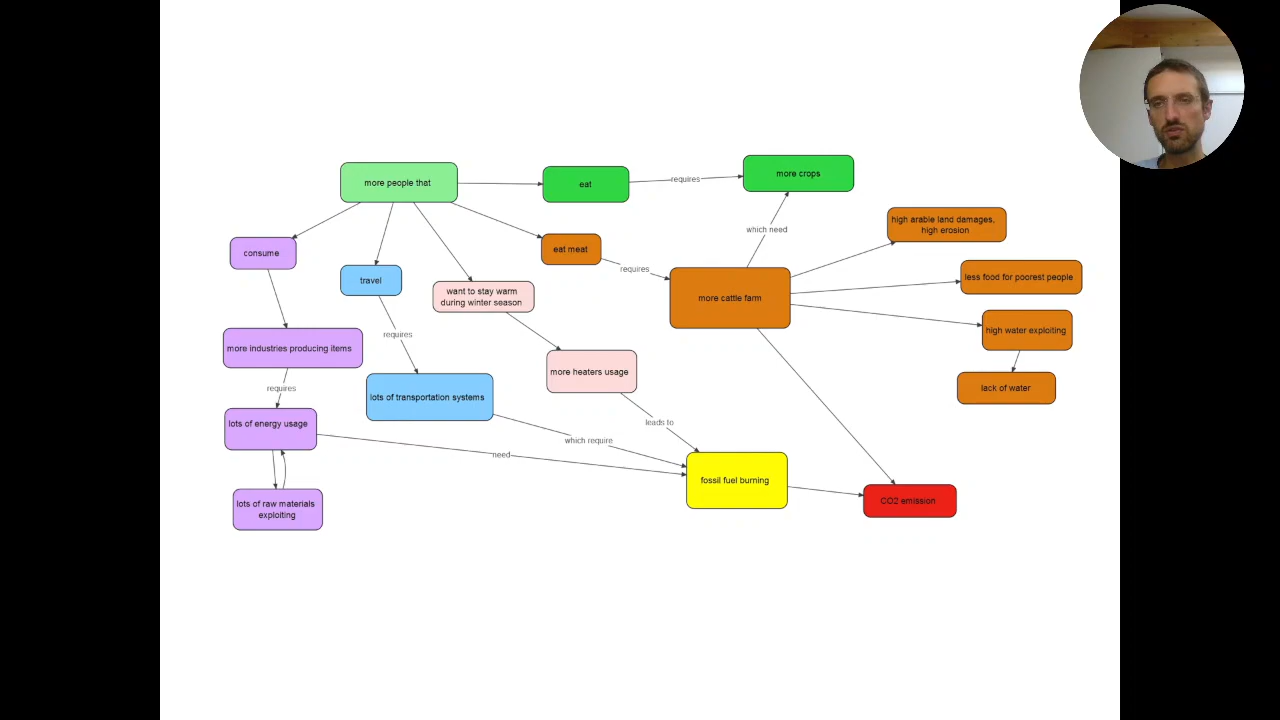 more people that
eat
requires
more crops
which need
high arable land damages,
high erosion
consume
eat meat
requires
travel
less food for poorest people
want to stay warm
during winter season
more cattle farm
high water exploiting
requires
more industries producing items
more heaters usage
requires
lack of water
lots of transportation systems
lots of energy usage
leads to
which require
need
fossil fuel burning
CO2 emission
lots of raw materials
exploiting